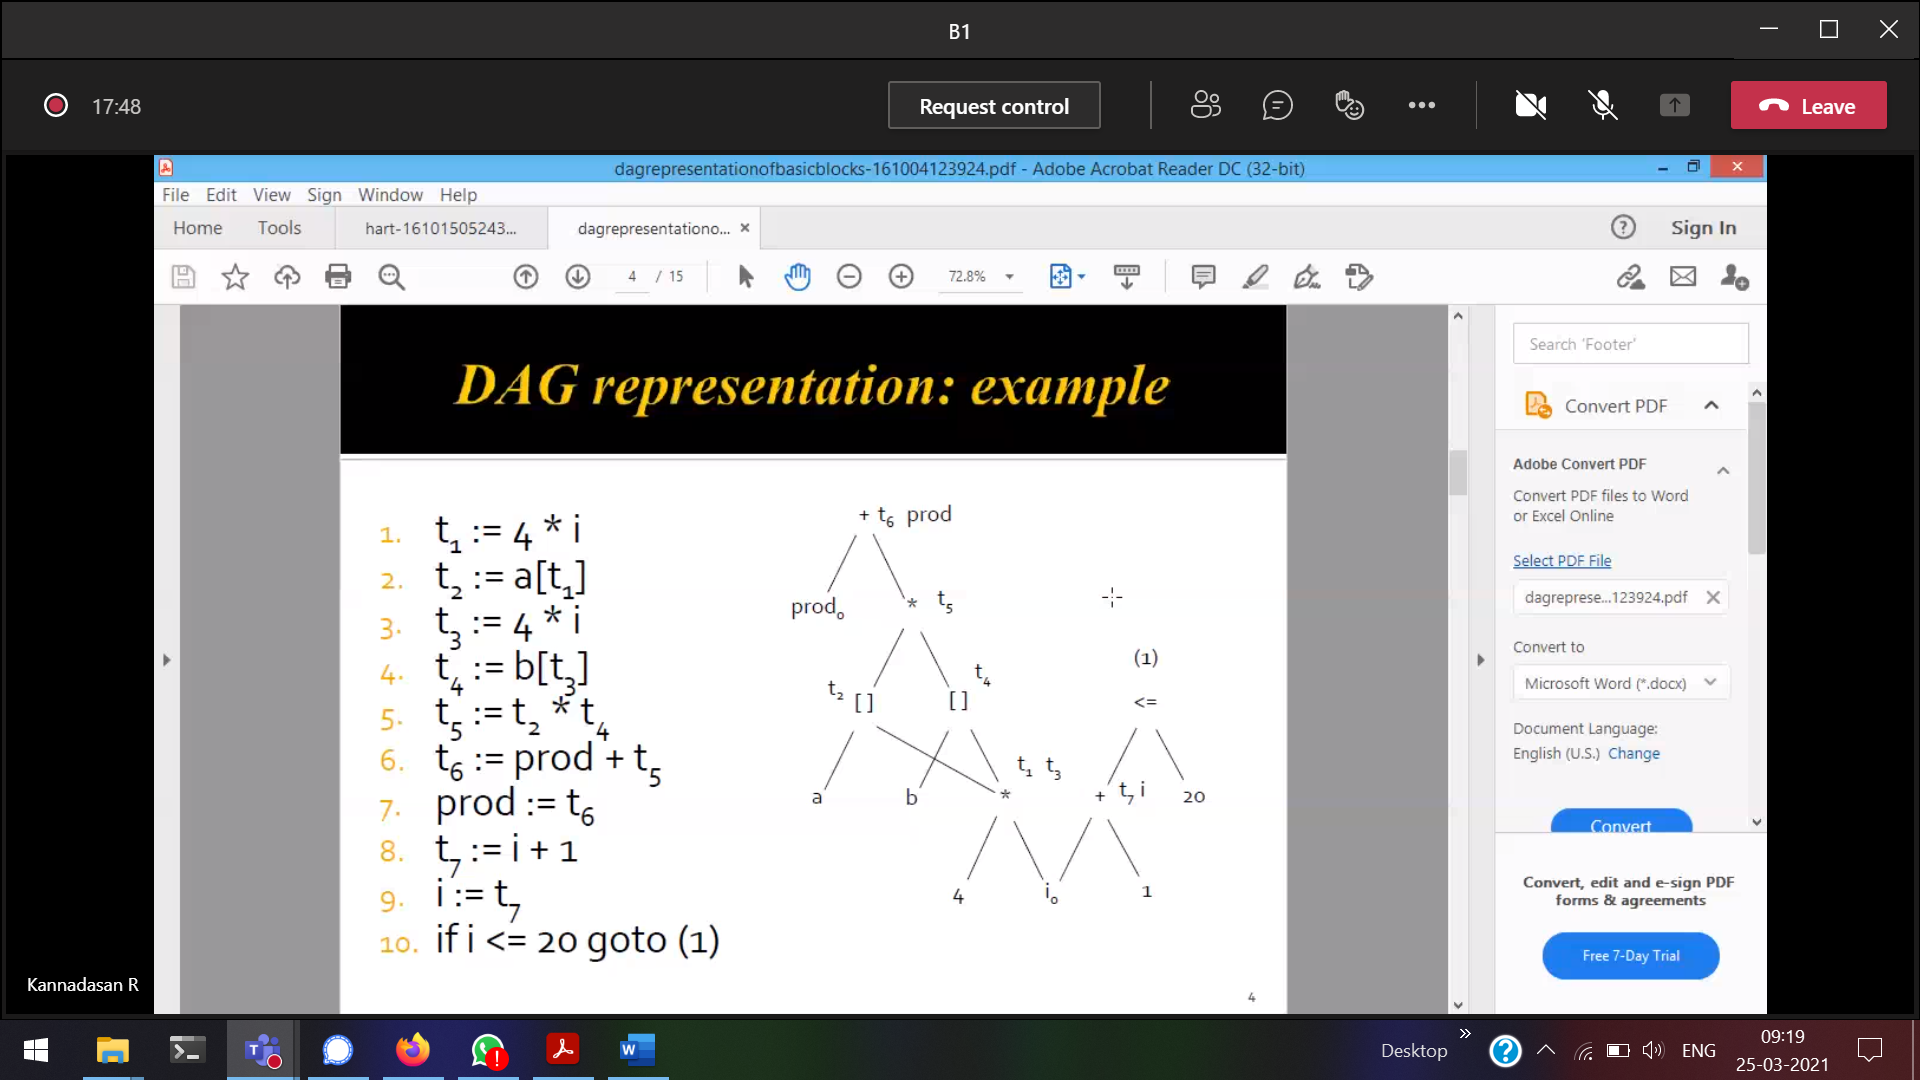 B1
17:48
Request control
Leave
dagrepresentationofbasicblocks-161004123924.pdf - Adobe Acrobat Reader DC (32-bit)
File Edit View Sign Window Help
Home Tools hart-16101505243... dagrepresentationo... Sign In
4 / 15 72.8%
DAG representation: example
1. t1 := 4 * i
2. t2 := a[t1]
3. t3 := 4 * i
4. t4 := b[t3]
5. t5 := t2 * t4
6. t6 := prod + t5
7. prod := t6
8. t7 := i + 1
9. i := t7
10. if i <= 20 goto (1)
+ t6 prod
prod0 * t5
(1)
t2 [ ] t4 [ ] <=
a b * t1 t3 + t7 i 20
4 i0 1
4
Search 'Footer'
Convert PDF
Adobe Convert PDF
Convert PDF files to Word
or Excel Online
Select PDF File
dagreprese...123924.pdf
Convert to
Microsoft Word (*.docx)
Document Language:
English (U.S.) Change
Convert
Convert, edit and e-sign PDF
forms & agreements
Free 7-Day Trial
Kannadasan R
Desktop ENG 09:19
25-03-2021